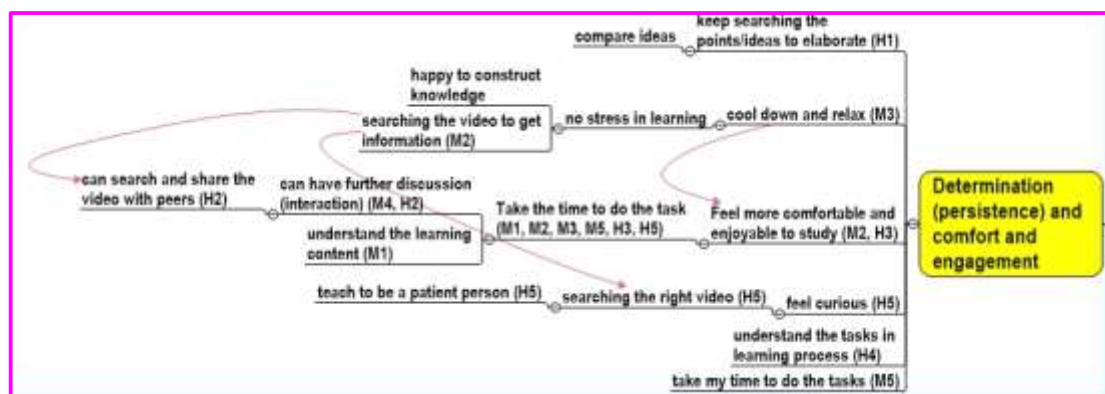 keep searching the
points/ideas to elaborate (H1)
compare ideas
happy to construct
knowledge
searching the video to get
information (M2)
no stress in learning
cool down and relax (M3)
can search and share the
video with peers (H2)
can have further discussion
(interaction) (M4, H2)
understand the learning
content (M1)
Take the time to do the task
(M1, M2, M3, M5, H3, H5)
Feel more comfortable and
enjoyable to study (M2, H3)
Determination
(persistence) and
comfort and
engagement
teach to be a patient person (H5)
searching the right video (H5)
feel curious (H5)
understand the tasks in
learning process (H4)
take my time to do the tasks (M5)